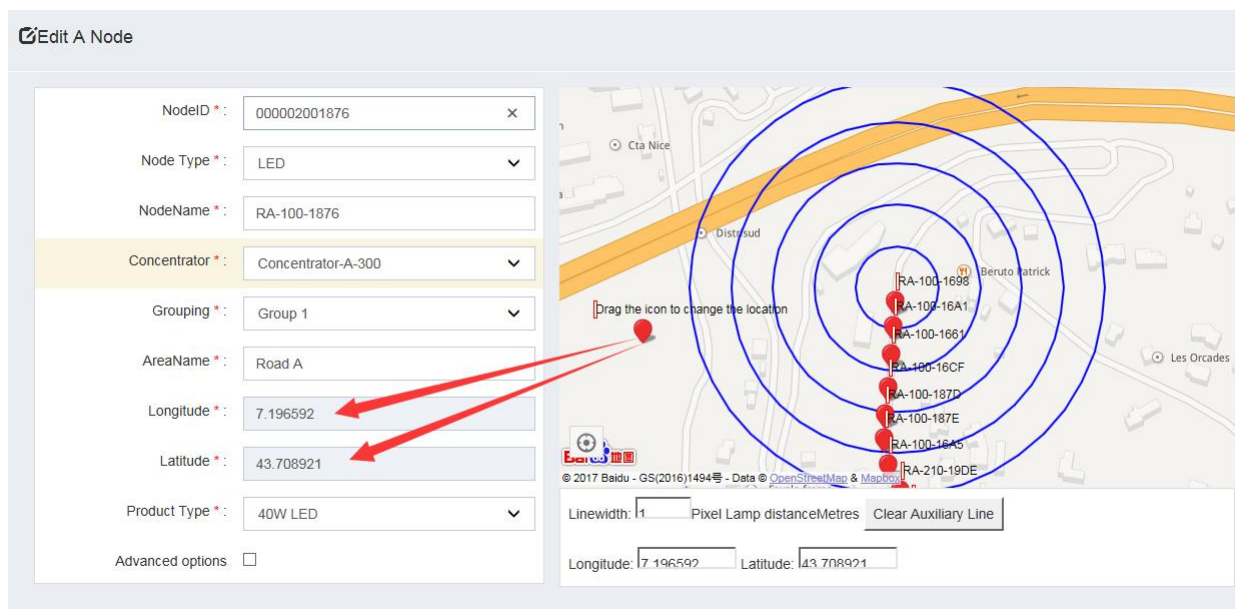 Edit A Node
NodeID * :
000002001876
×
Node Type * :
LED
NodeName * :
RA-100-1876
Concentrator * :
Concentrator-A-300
Grouping * :
Group 1
AreaName * :
Road A
Longitude * :
7.196592
Latitude * :
43.708921
Product Type * :
40W LED
Advanced options
Cta Nice
Distrisud
Beruto Patrick
RA-100-1698
Drag the icon to change the location
RA-100-16A1
RA-100-1661
Les Orcades
RA-100-16CF
RA-100-187D
RA-100-187E
RA-100-16A5
RA-210-19DE
地图
© 2017 Baidu - GS(2016)1494号 - Data © OpenStreetMap & Mapbox
Linewidth: 1 Pixel Lamp distanceMetres Clear Auxiliary Line
Longitude: 7.196592 Latitude: 43.708921